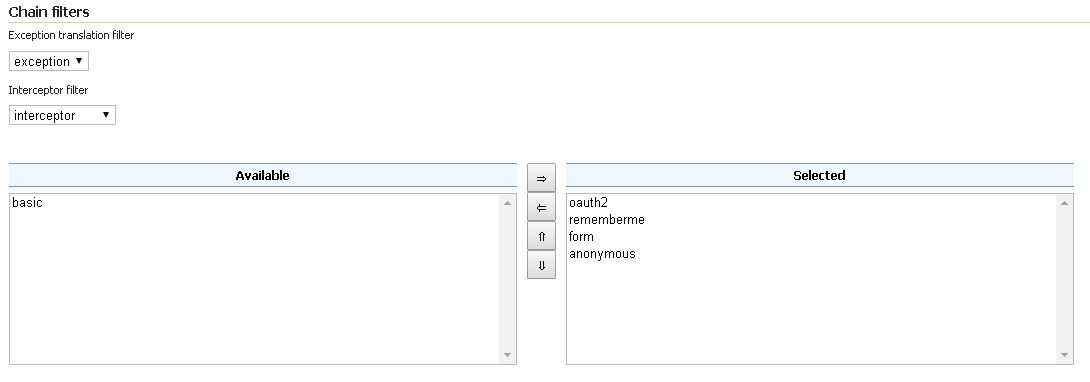 Chain filters
Exception translation filter
exception
Interceptor filter
interceptor
Available
Selected
basic
oauth2
rememberme
form
anonymous